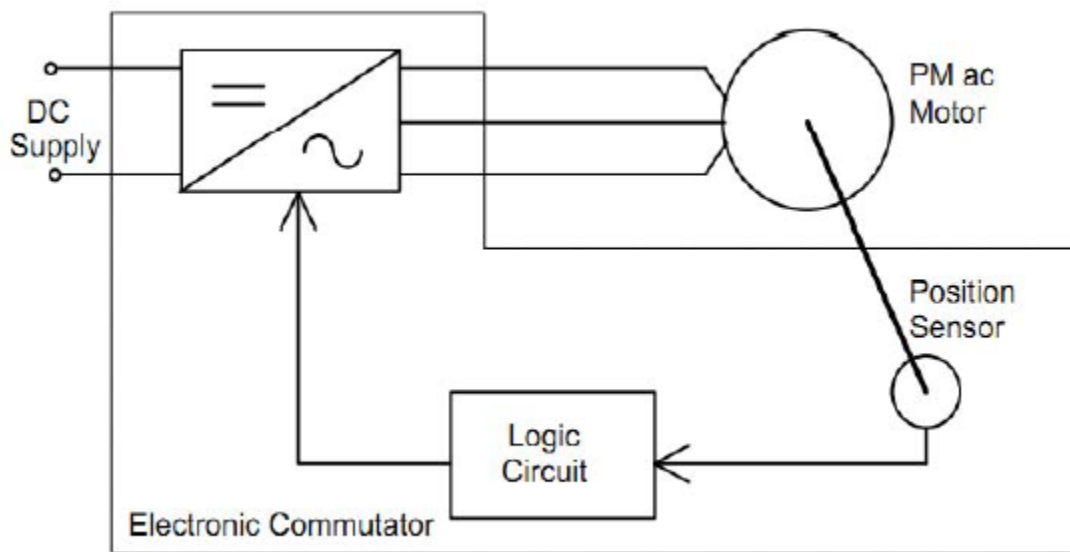 DC
Supply
PM ac
Motor
Position
Sensor
Logic
Circuit
Electronic Commutator